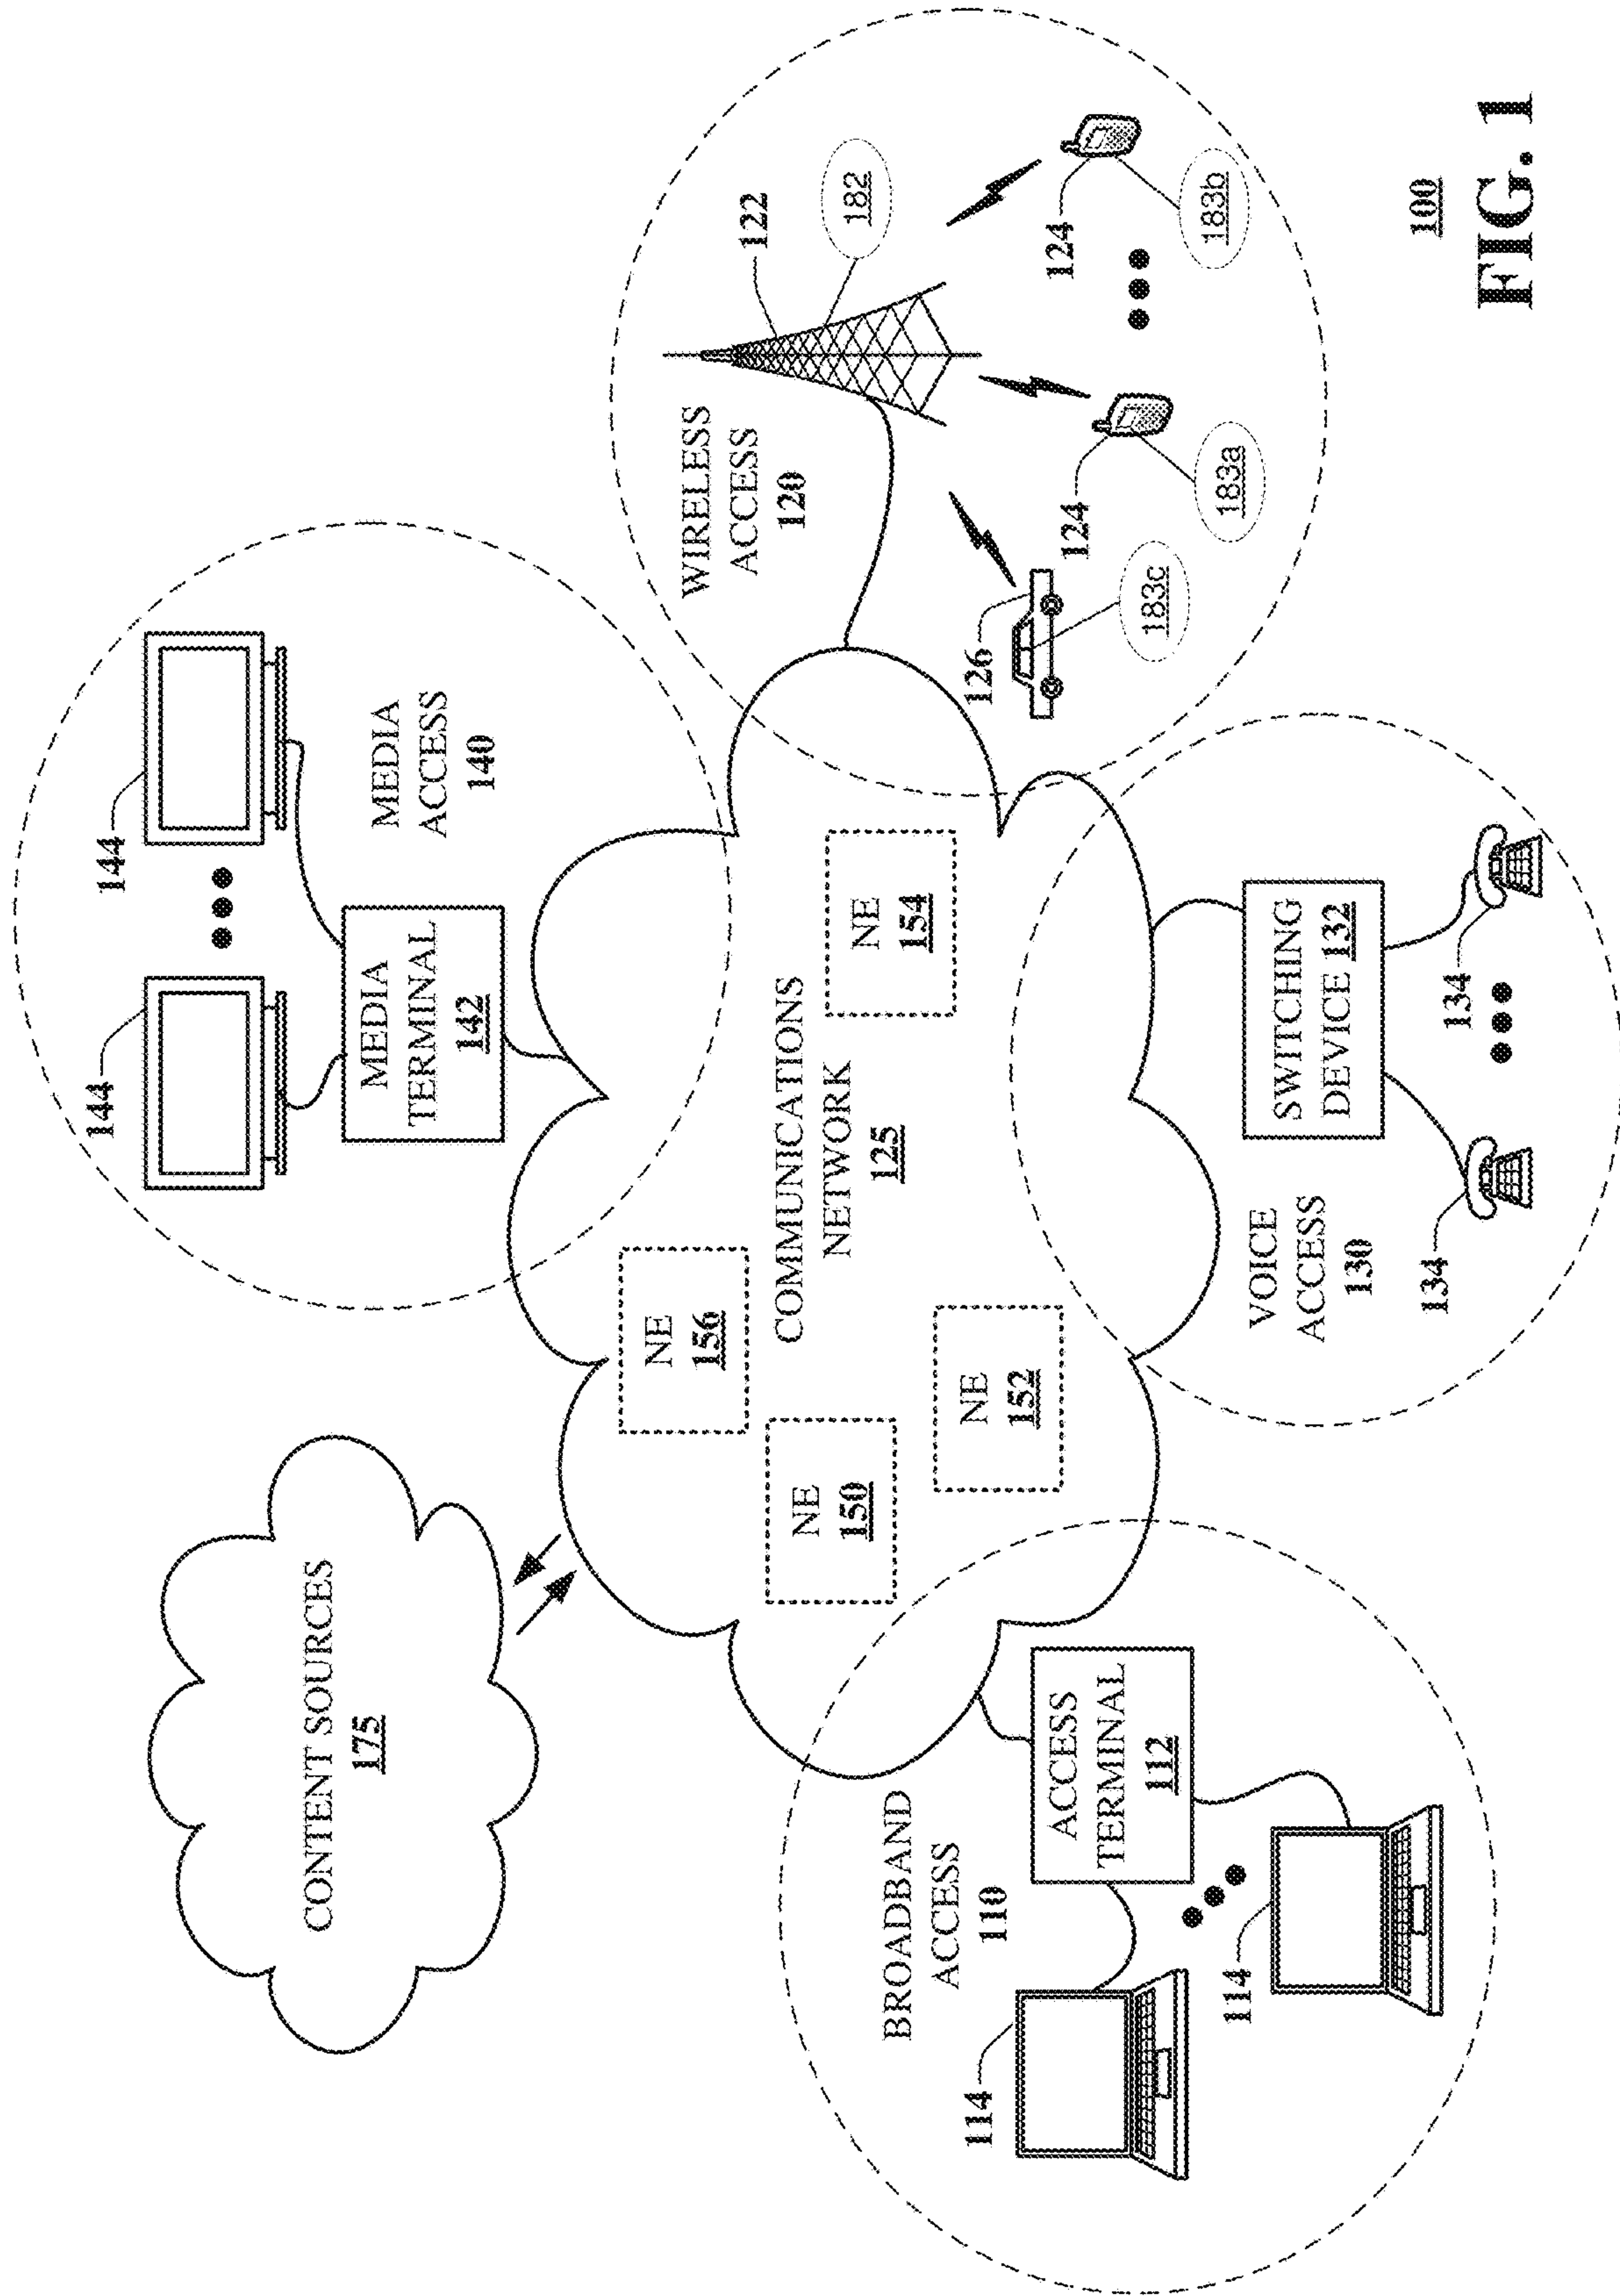 144
144
CONTENT SOURCES
175
MEDIA
TERMINAL
142
MEDIA
ACCESS
140
NE
156
WIRELESS
ACCESS
120
122
182
NE
150
COMMUNICATIONS
NETWORK
125
NE
154
BROADBAND
ACCESS
110
NE
152
126
124
124
183c
183a
183b
ACCESS
TERMINAL
112
114
114
VOICE
ACCESS
130
SWITCHING
DEVICE 132
134
134
100
FIG. 1